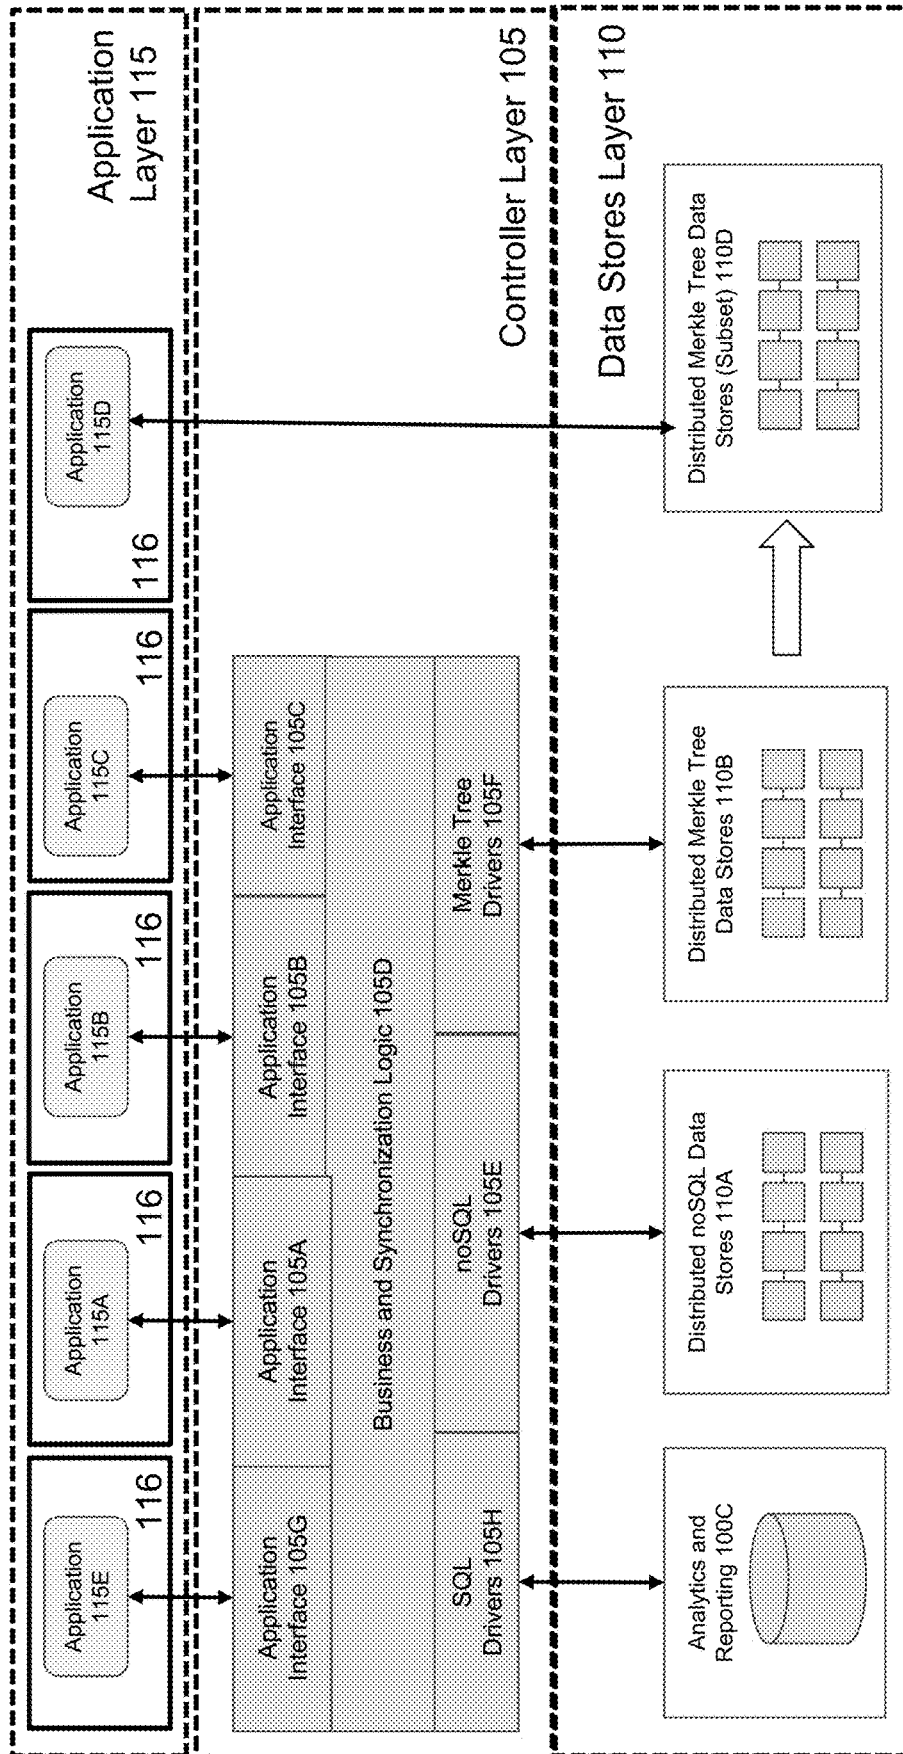 Application
Layer 115
Application
115E
116
Application
115A
116
Application
115B
116
Application
115C
116
Application
115D
116
Controller Layer 105
Application
Interface 105G
Application
Interface 105A
Application
Interface 105B
Application
Interface 105C
Business and Synchronization Logic 105D
SQL
Drivers 105H
noSQL
Drivers 105E
Merkle Tree
Drivers 105F
Data Stores Layer 110
Analytics and
Reporting 100C
Distributed noSQL Data
Stores 110A
Distributed Merkle Tree
Data Stores 110B
Distributed Merkle Tree Data
Stores (Subset) 110D